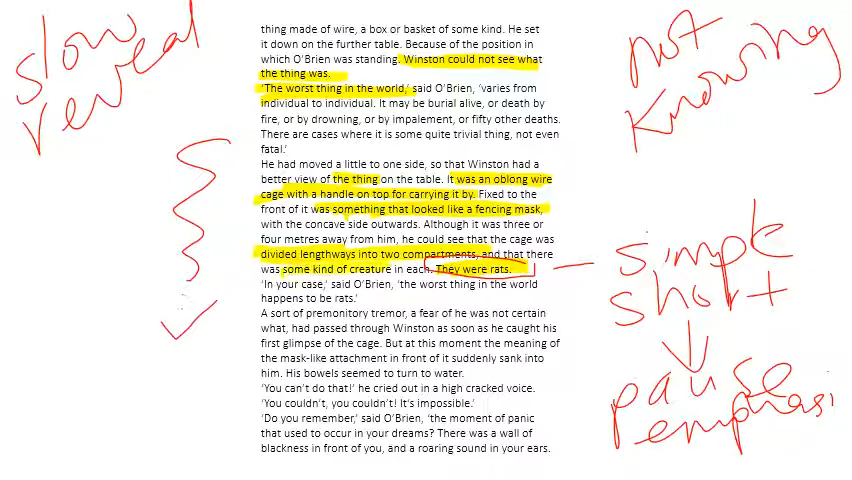 slow
reveal
not
knowing
thing made of wire, a box or basket of some kind. He set
it down on the further table. Because of the position in
which O'Brien was standing. Winston could not see what
the thing was.
'The worst thing in the world,' said O'Brien, 'varies from
individual to individual. It may be burial alive, or death by
fire, or by drowning, or by impalement, or fifty other deaths.
There are cases where it is some quite trivial thing, not even
fatal.'
He had moved a little to one side, so that Winston had a
better view of the thing on the table. It was an oblong wire
cage with a handle on top for carrying it by. Fixed to the
front of it was something that looked like a fencing mask,
with the concave side outwards. Although it was three or
four metres away from him, he could see that the cage was
divided lengthways into two compartments, and that there
was some kind of creature in each. They were rats.
'In your case,' said O'Brien, 'the worst thing in the world
happens to be rats.'
A sort of premonitory tremor, a fear of he was not certain
what, had passed through Winston as soon as he caught his
first glimpse of the cage. But at this moment the meaning of
the mask-like attachment in front of it suddenly sank into
him. His bowels seemed to turn to water.
'You can't do that!' he cried out in a high cracked voice.
'You couldn't, you couldn't! It's impossible.'
'Do you remember,' said O'Brien, 'the moment of panic
that used to occur in your dreams? There was a wall of
blackness in front of you, and a roaring sound in your ears.
simple
short
pause
emphasi